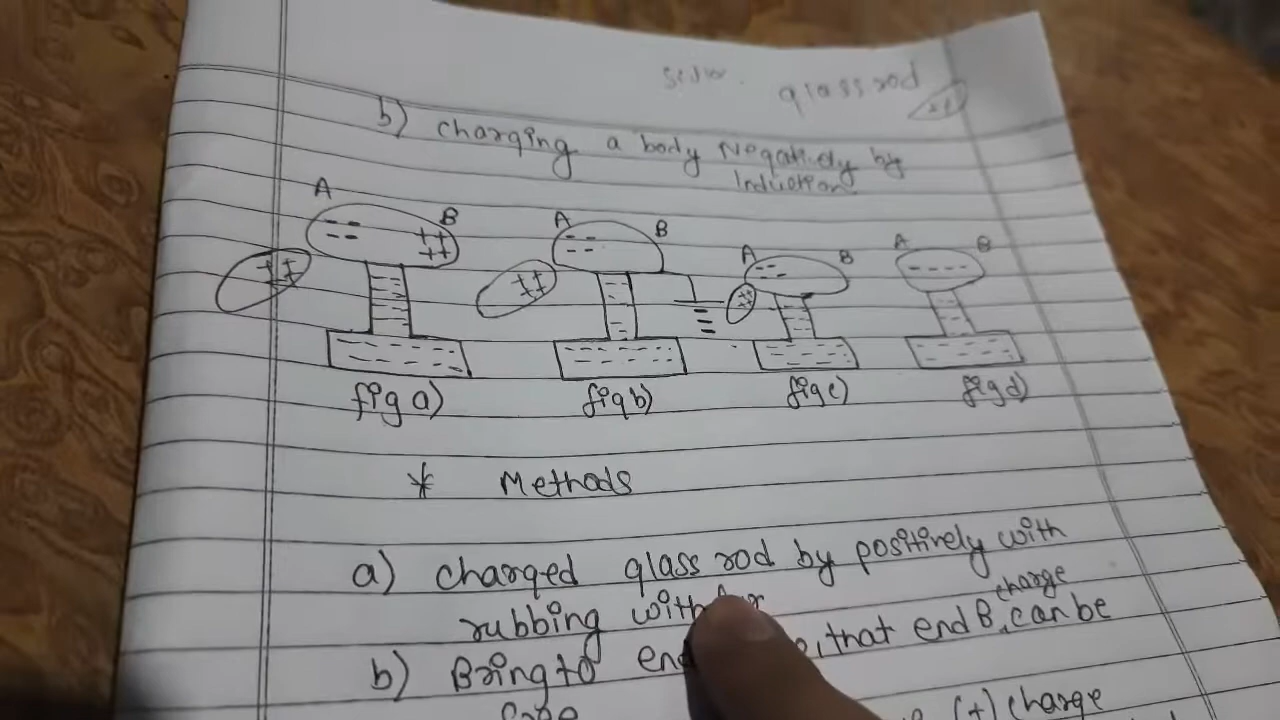 glass rod
b) charging a body Negatively by
Induction
A B A B A B A B
-- ++ -- ++ -- ++ ----
-- ++ -- ++ --
fig a) fig b) fig c) fig d)
* Methods
a) charged glass rod by positively with
rubbing with
charge
b) Bring to end , that end B, can be
(+) charge